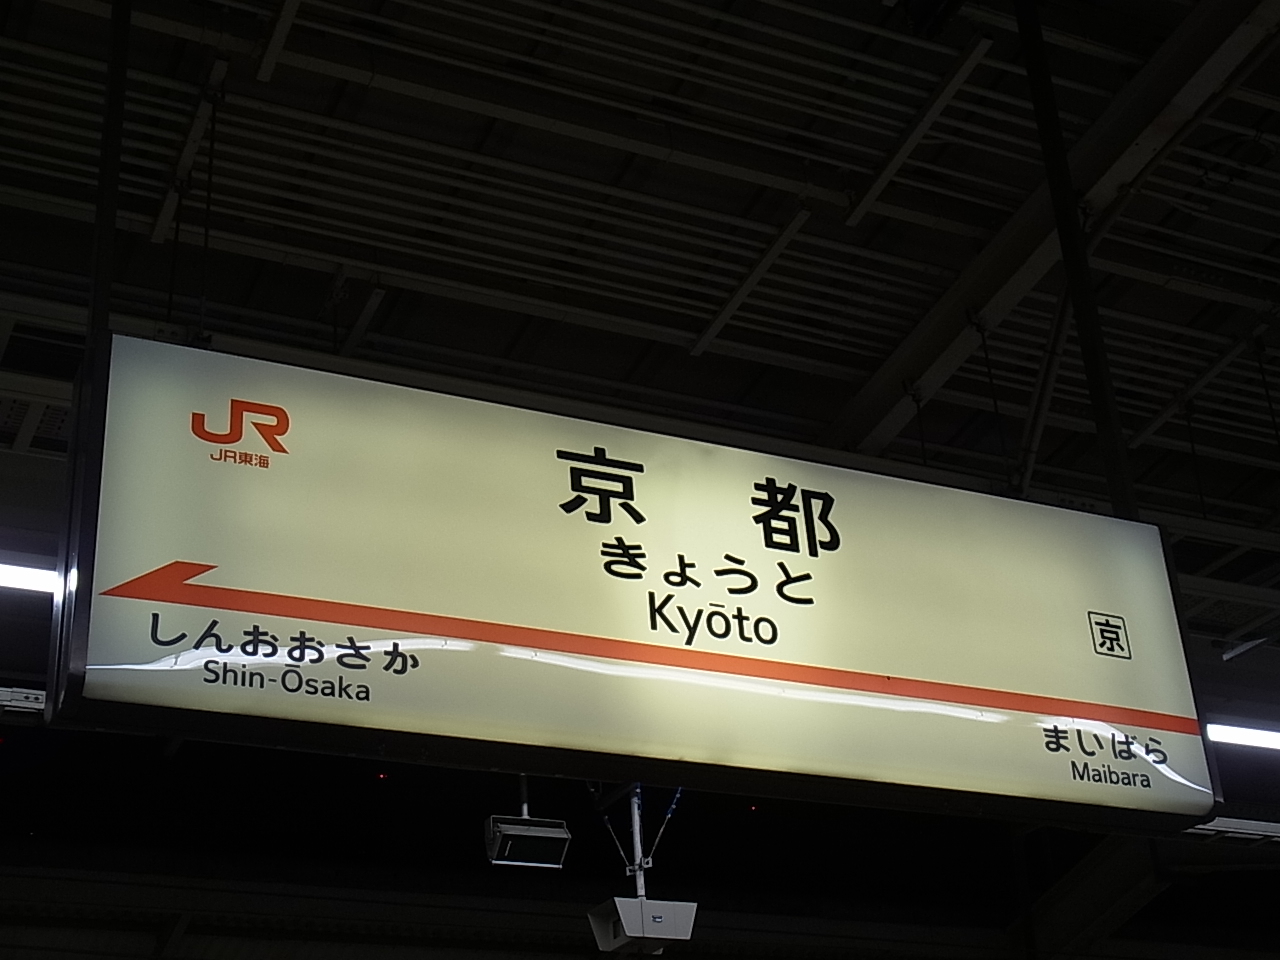 JR
JR東海
京都
きょうと
Kyōto
京
しんおおさか
Shin-Ōsaka
まいばら
Maibara